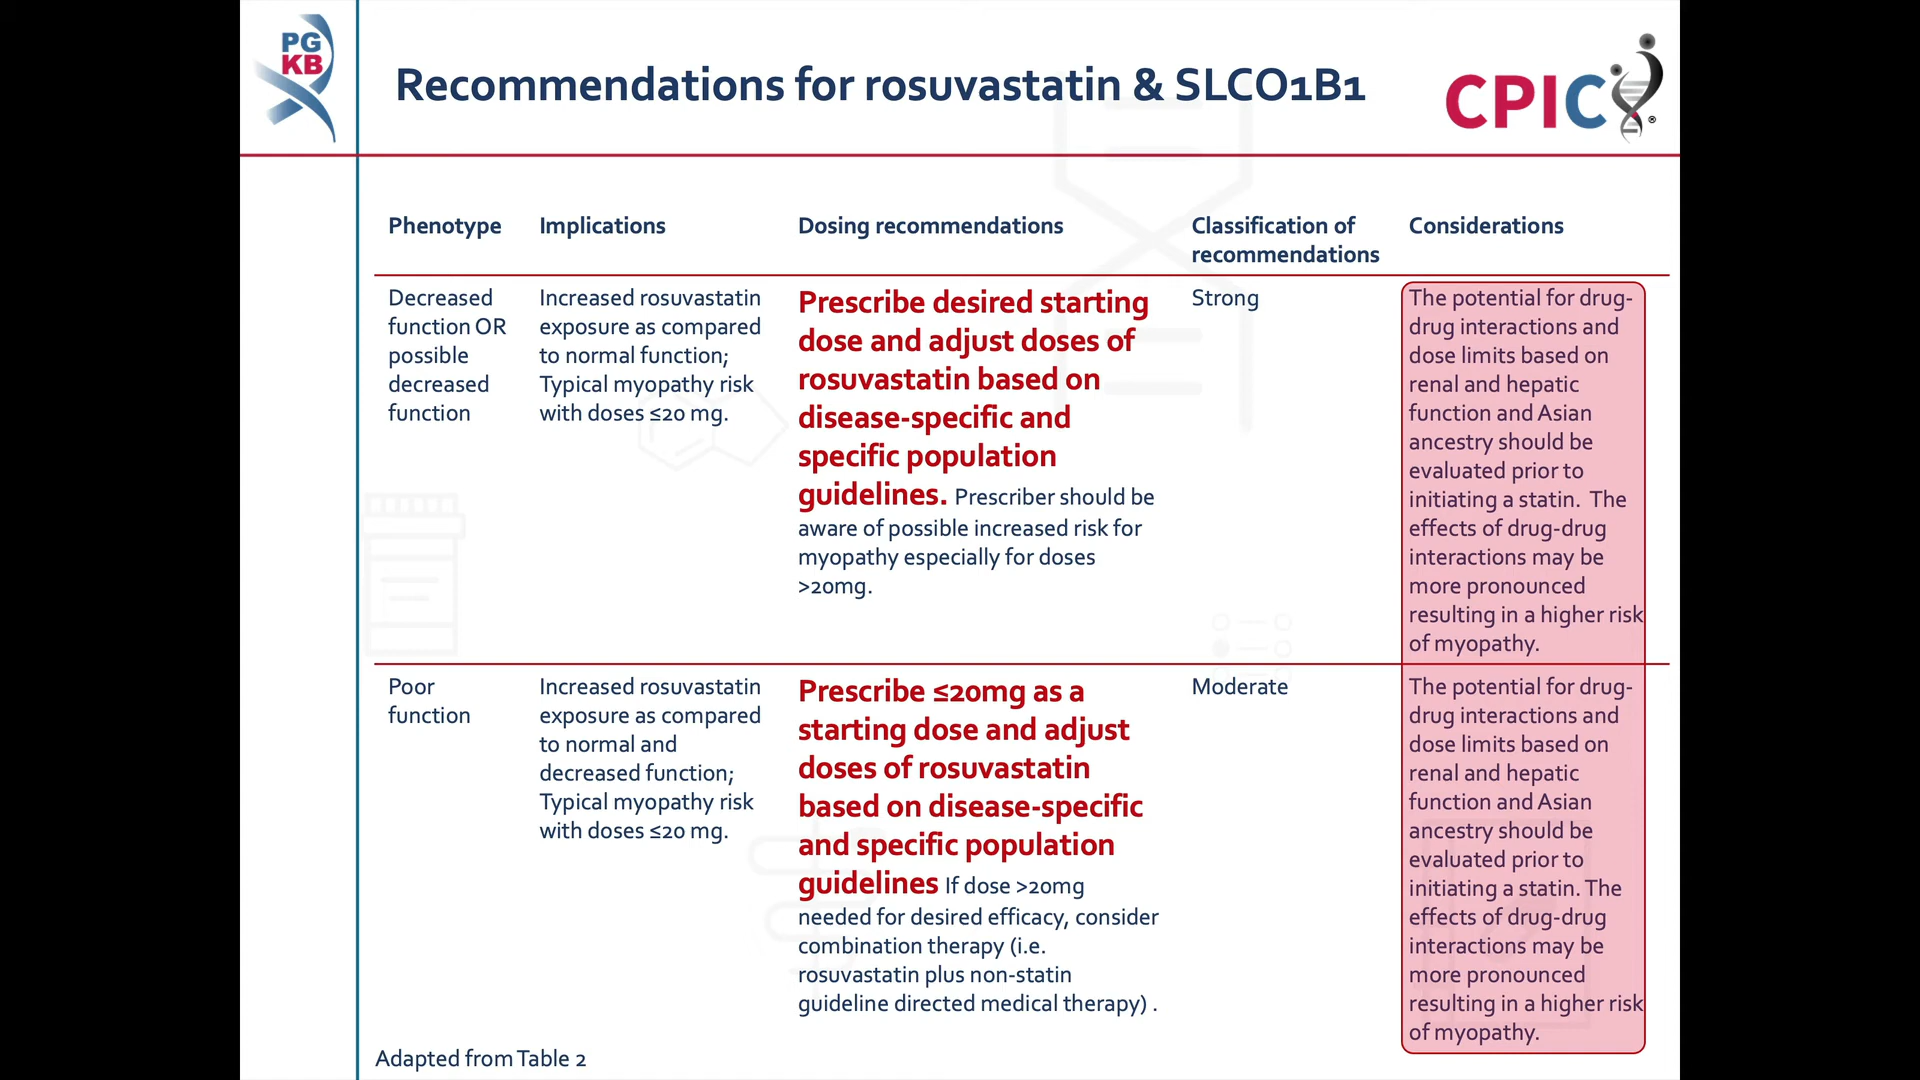 PG
KB
Recommendations for rosuvastatin & SLCO1B1
CPIC®
Phenotype
Implications
Dosing recommendations
Classification of
recommendations
Considerations
Decreased
function OR
possible
decreased
function
Increased rosuvastatin
exposure as compared
to normal function;
Typical myopathy risk
with doses ≤20 mg.
Prescribe desired starting
dose and adjust doses of
rosuvastatin based on
disease-specific and
specific population
guidelines. Prescriber should be
aware of possible increased risk for
myopathy especially for doses
>20mg.
Strong
The potential for drug-
drug interactions and
dose limits based on
renal and hepatic
function and Asian
ancestry should be
evaluated prior to
initiating a statin. The
effects of drug-drug
interactions may be
more pronounced
resulting in a higher risk
of myopathy.
Poor
function
Increased rosuvastatin
exposure as compared
to normal and
decreased function;
Typical myopathy risk
with doses ≤20 mg.
Prescribe ≤20mg as a
starting dose and adjust
doses of rosuvastatin
based on disease-specific
and specific population
guidelines If dose >20mg
needed for desired efficacy, consider
combination therapy (i.e.
rosuvastatin plus non-statin
guideline directed medical therapy) .
Moderate
The potential for drug-
drug interactions and
dose limits based on
renal and hepatic
function and Asian
ancestry should be
evaluated prior to
initiating a statin. The
effects of drug-drug
interactions may be
more pronounced
resulting in a higher risk
of myopathy.
Adapted from Table 2